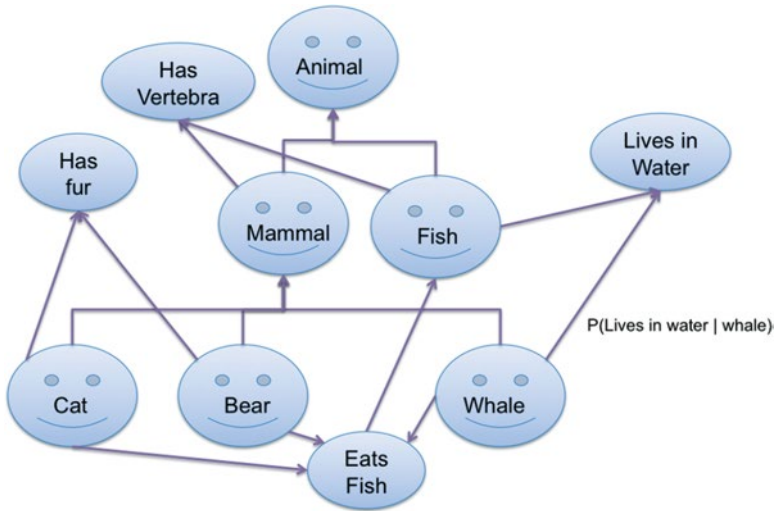 Animal
Has
Vertebra
Lives in
Water
Has
fur
Mammal
Fish
P(Lives in water | whale)
Cat
Bear
Whale
Eats
Fish